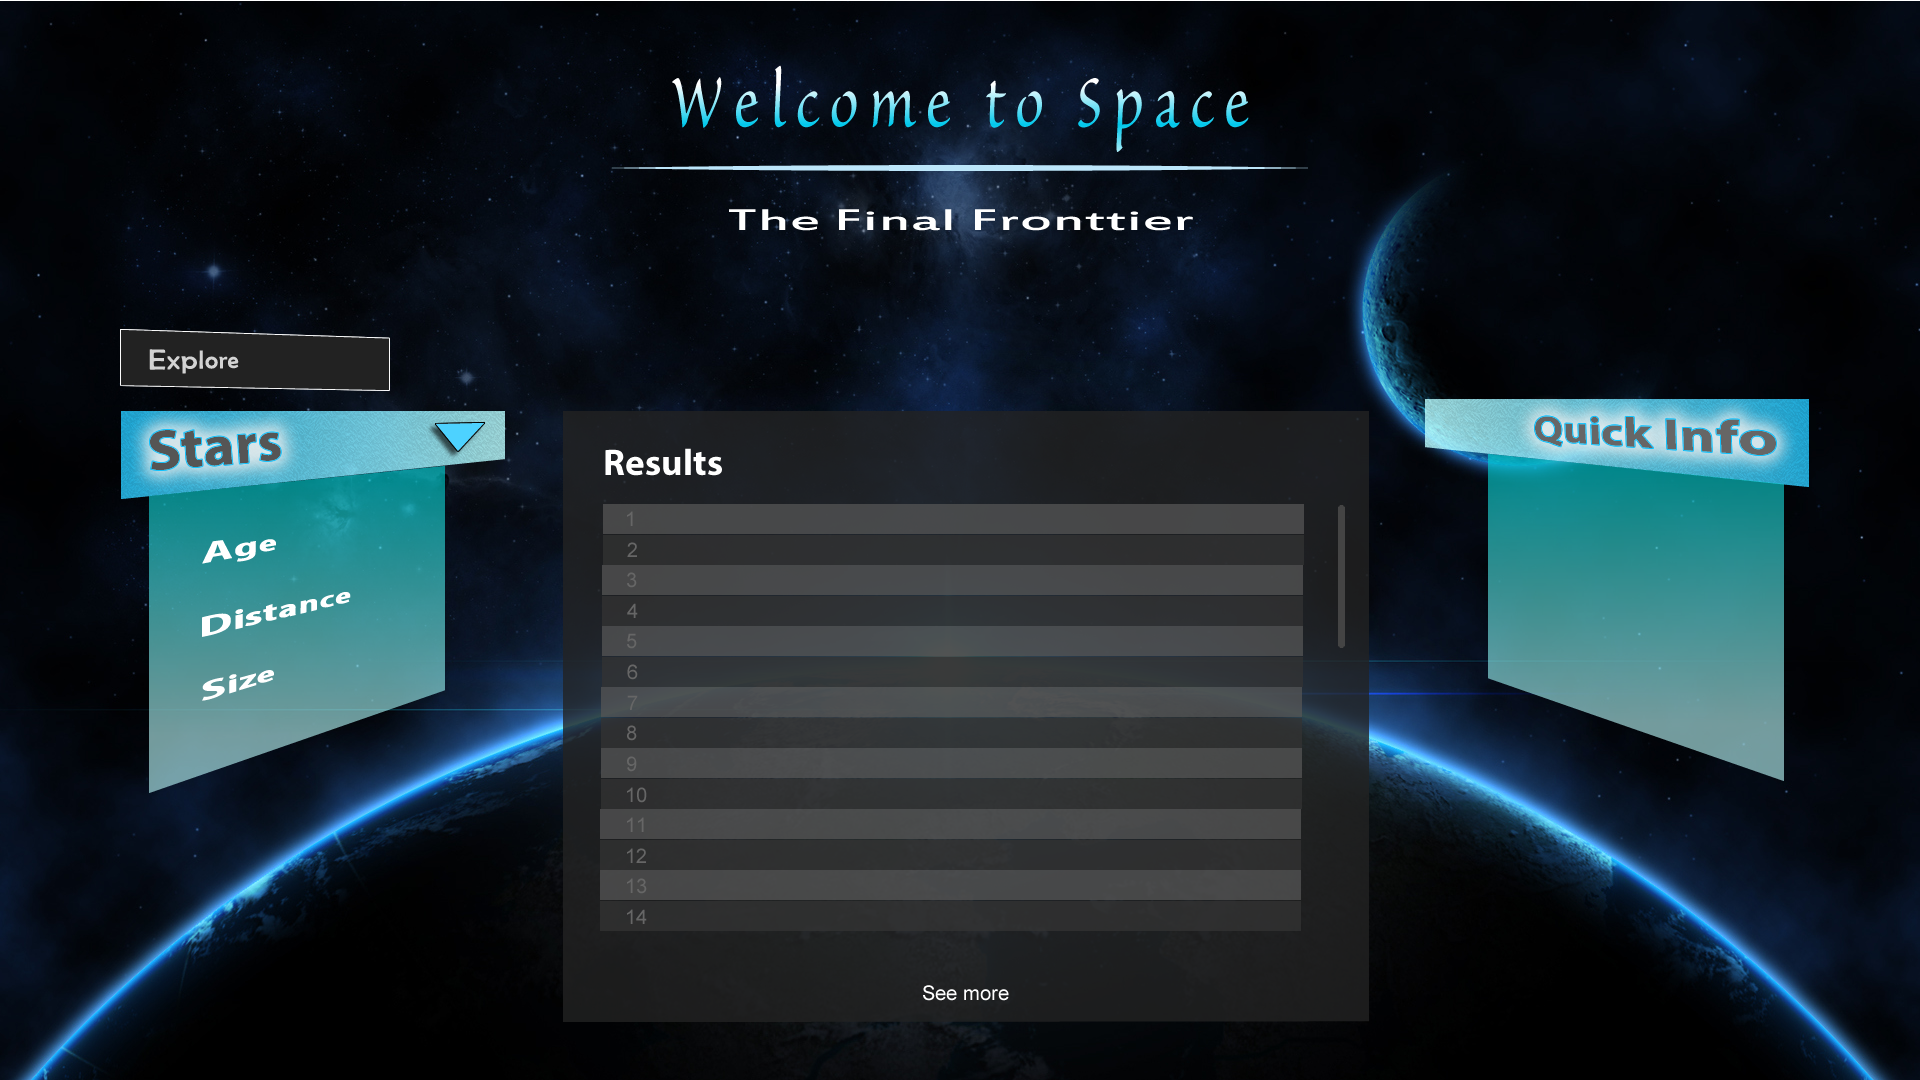 Welcome to Space
The Final Fronttier
Explore
Stars
Age
Distance
Size
Results
1
2
3
4
5
6
7
8
9
10
11
12
13
14
See more
Quick Info